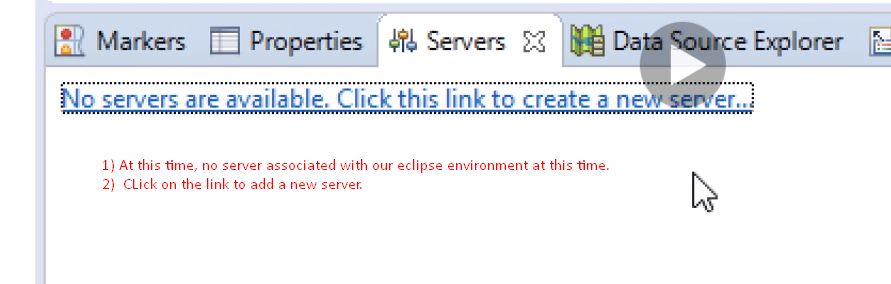 Markers Properties Servers Data Source Explorer
No servers are available. Click this link to create a new server...
1) At this time, no server associated with our eclipse environment at this time.
2) CLick on the link to add a new server.